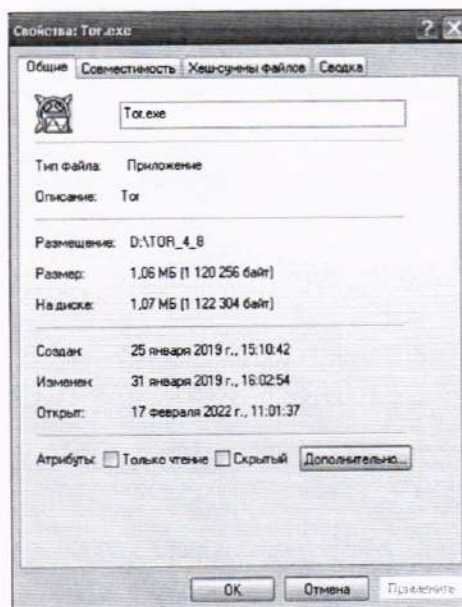 Свойства: Tor.exe
Общие Совместимость Хеш-суммы файлов Сводка
Tor.exe
Тип файла: Приложение
Описание: Tor
Размещение: D:\TOR_4_8
Размер: 1,06 МБ (1 120 256 байт)
На диске: 1,07 МБ (1 122 304 байт)
Создан: 25 января 2019 г., 15:10:42
Изменен: 31 января 2019 г., 16:02:54
Открыт: 17 февраля 2022 г., 11:01:37
Атрибуты: Только чтение Скрытый Дополнительно...
OK Отмена Применить